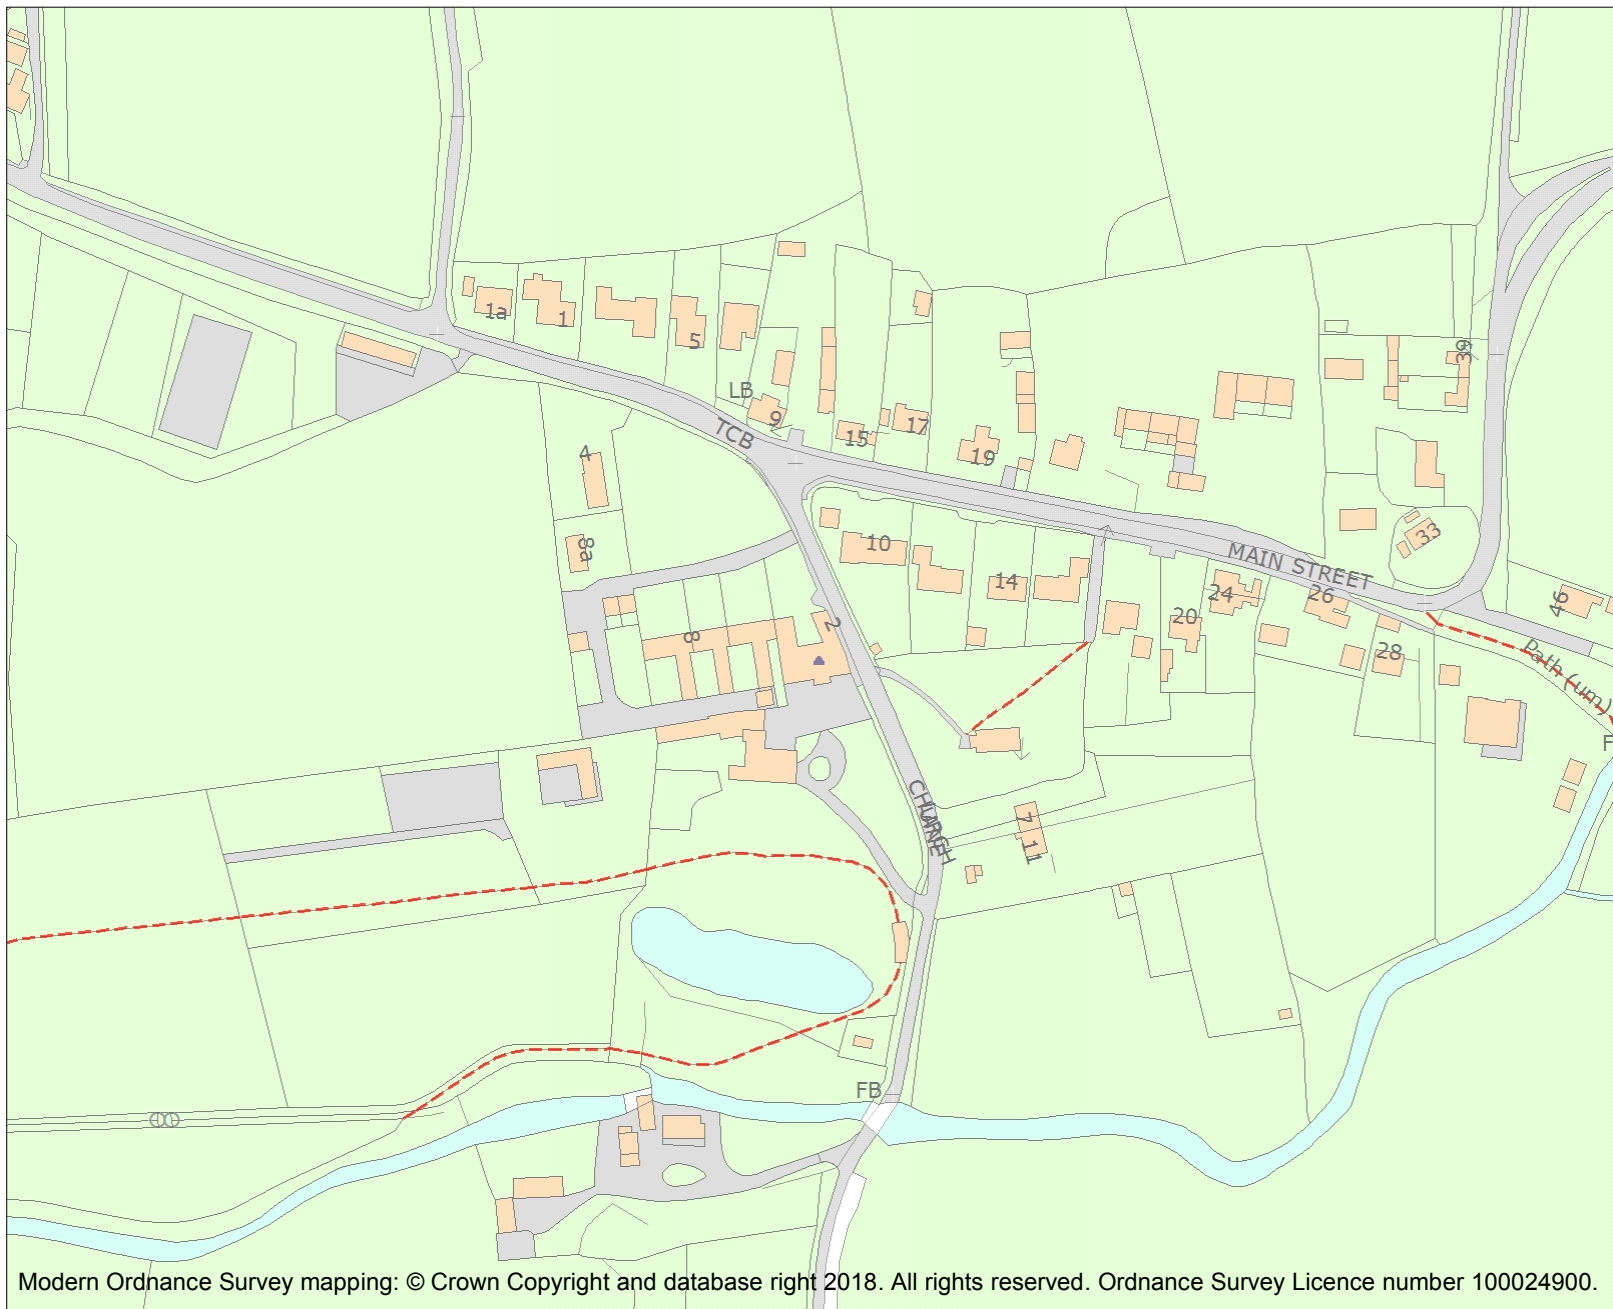 1a
1
5
LB
9
TCB
15
17
19
39
33
4
8a
10
14
MAIN STREET
24
26
20
46
28
2
8
Path (um)
F
CHURCH
LANE
7
11
FB
Modern Ordnance Survey mapping: © Crown Copyright and database right 2018. All rights reserved. Ordnance Survey Licence number 100024900.